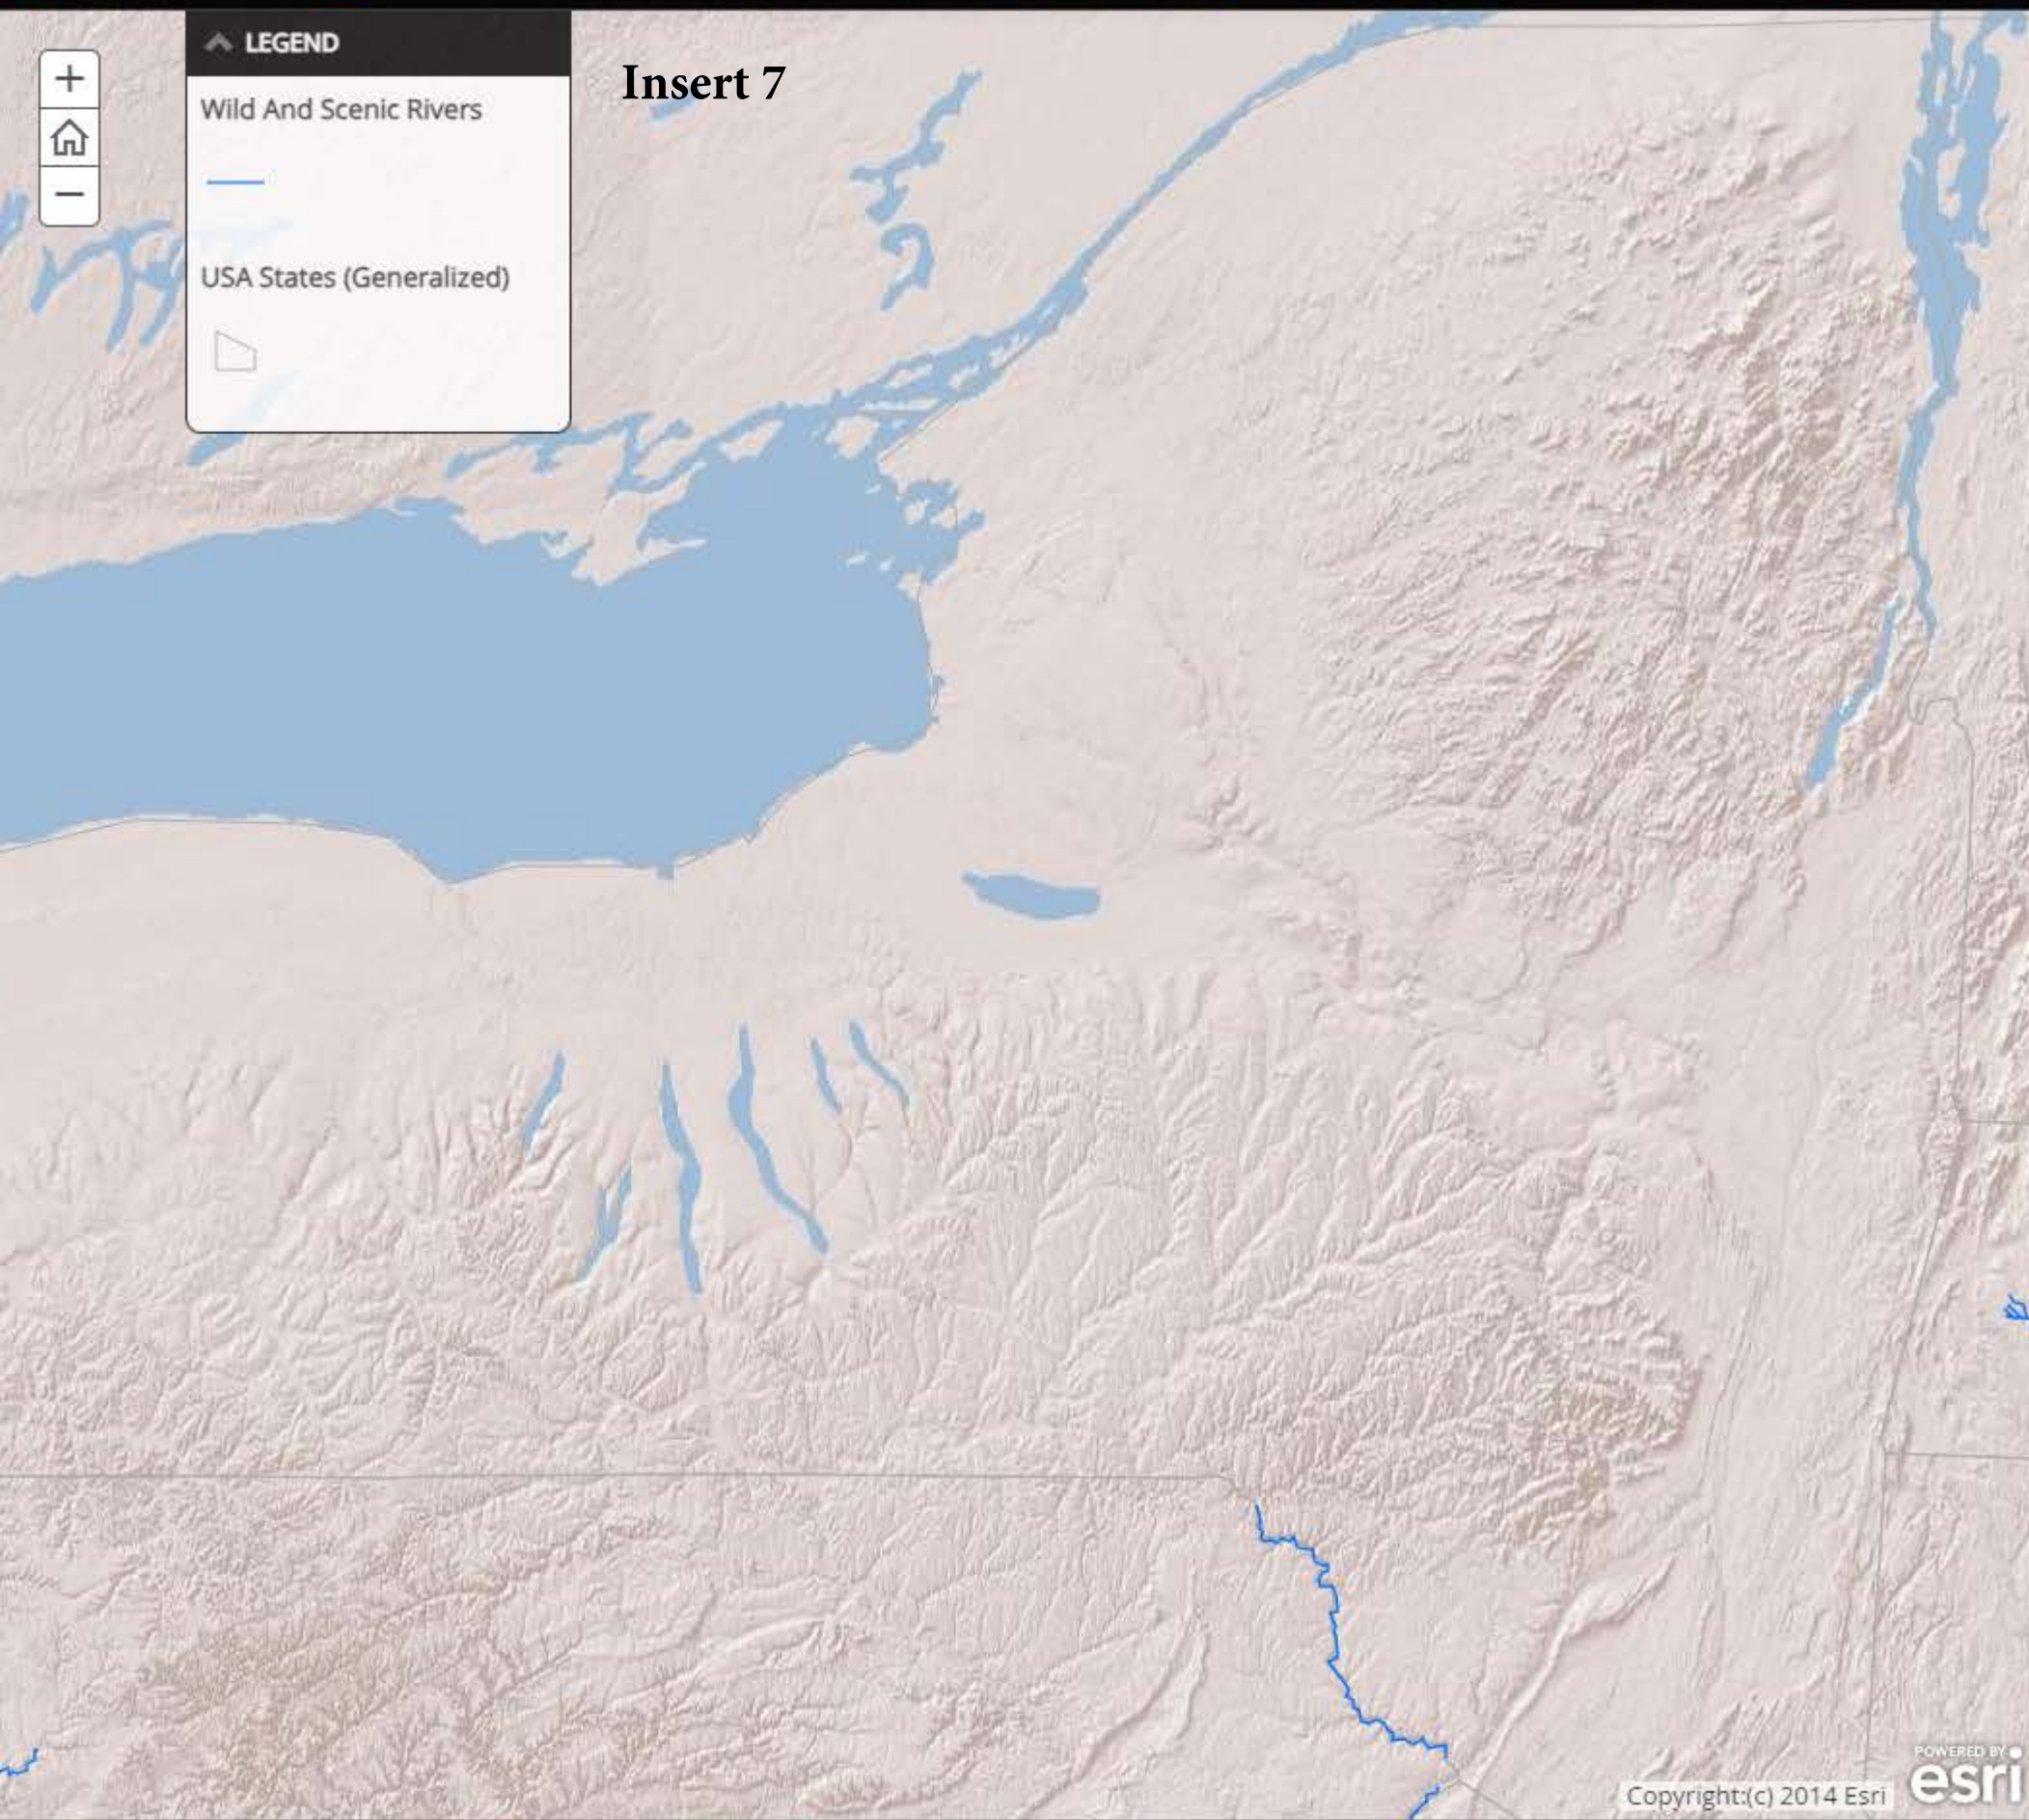 LEGEND
Insert 7
+
Wild And Scenic Rivers
−
USA States (Generalized)
POWERED BY
esri
Copyright:(c) 2014 Esri